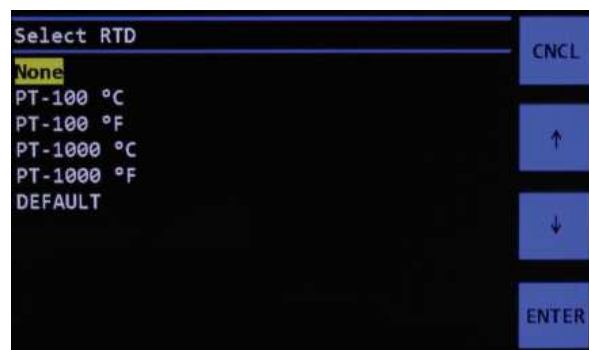 Select RTD
None
PT-100 °C
PT-100 °F
PT-1000 °C
PT-1000 °F
DEFAULT
CNCL
↑
↓
ENTER